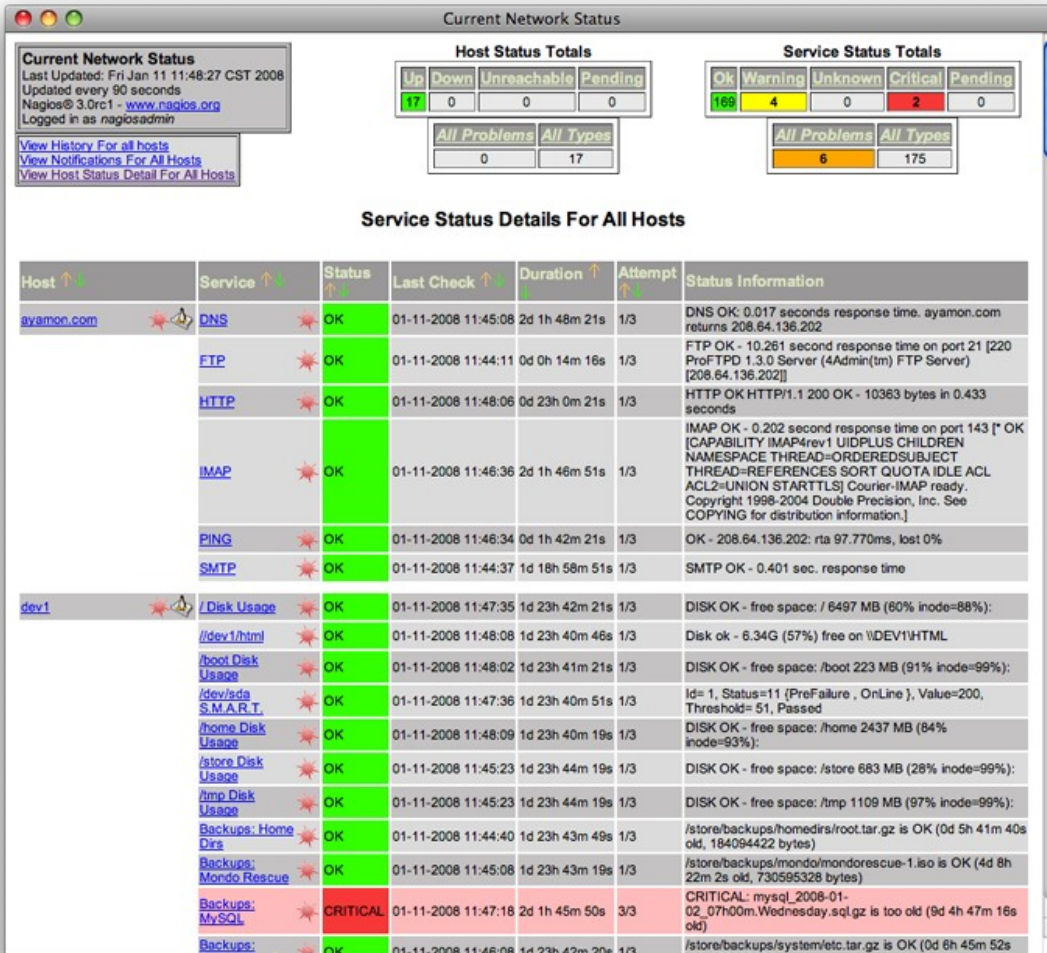 Current Network Status
Current Network Status
Last Updated: Fri Jan 11 11:48:27 CST 2008
Updated every 90 seconds
Nagios® 3.0rc1 - www.nagios.org
Logged in as nagiosadmin
View History For all hosts
View Notifications For All Hosts
View Host Status Detail For All Hosts
Host Status Totals
Up Down Unreachable Pending
17 0 0 0
All Problems All Types
0 17
Service Status Totals
Ok Warning Unknown Critical Pending
169 4 0 2 0
All Problems All Types
6 175
Service Status Details For All Hosts
Host Service Status Last Check Duration Attempt Status Information
ayamon.com DNS OK 01-11-2008 11:45:08 2d 1h 48m 21s 1/3 DNS OK: 0.017 seconds response time. ayamon.com
returns 208.64.136.202
FTP OK 01-11-2008 11:44:11 0d 0h 14m 16s 1/3 FTP OK - 10.261 second response time on port 21 [220
ProFTPD 1.3.0 Server (4Admin(tm) FTP Server)
[208.64.136.202]]
HTTP OK 01-11-2008 11:48:06 0d 23h 0m 21s 1/3 HTTP OK HTTP/1.1 200 OK - 10363 bytes in 0.433
seconds
IMAP OK 01-11-2008 11:46:36 2d 1h 46m 51s 1/3 IMAP OK - 0.202 second response time on port 143 [* OK
[CAPABILITY IMAP4rev1 UIDPLUS CHILDREN
NAMESPACE THREAD=ORDEREDSUBJECT
THREAD=REFERENCES SORT QUOTA IDLE ACL
ACL2=UNION STARTTLS] Courier-IMAP ready.
Copyright 1998-2004 Double Precision, Inc. See
COPYING for distribution information.]
PING OK 01-11-2008 11:46:34 0d 1h 42m 21s 1/3 OK - 208.64.136.202: rta 97.770ms, lost 0%
SMTP OK 01-11-2008 11:44:37 1d 18h 58m 51s 1/3 SMTP OK - 0.401 sec. response time
dev1 / Disk Usage OK 01-11-2008 11:47:35 1d 23h 42m 21s 1/3 DISK OK - free space: / 6497 MB (60% inode=88%):
//dev1/html OK 01-11-2008 11:48:08 1d 23h 40m 46s 1/3 Disk ok - 6.34G (57%) free on \\DEV1\HTML
/boot Disk
Usage OK 01-11-2008 11:48:02 1d 23h 41m 21s 1/3 DISK OK - free space: /boot 223 MB (91% inode=99%):
/dev/sda
S.M.A.R.T. OK 01-11-2008 11:47:36 1d 23h 40m 51s 1/3 Id= 1, Status=11 {PreFailure , OnLine }, Value=200,
Threshold= 51, Passed
/home Disk
Usage OK 01-11-2008 11:48:09 1d 23h 40m 19s 1/3 DISK OK - free space: /home 2437 MB (84%
inode=93%):
/store Disk
Usage OK 01-11-2008 11:45:23 1d 23h 44m 19s 1/3 DISK OK - free space: /store 683 MB (28% inode=99%):
/tmp Disk
Usage OK 01-11-2008 11:45:23 1d 23h 44m 19s 1/3 DISK OK - free space: /tmp 1109 MB (97% inode=99%):
Backups: Home
Dirs OK 01-11-2008 11:44:40 1d 23h 43m 49s 1/3 /store/backups/homedirs/root.tar.gz is OK (0d 5h 41m 40s
old, 184094422 bytes)
Backups:
Mondo Rescue OK 01-11-2008 11:45:08 1d 23h 43m 19s 1/3 /store/backups/mondo/mondorescue-1.iso is OK (4d 8h
22m 2s old, 730595328 bytes)
Backups:
MySQL CRITICAL 01-11-2008 11:47:18 2d 1h 45m 50s 3/3 CRITICAL: mysql_2008-01-
02_07h00m.Wednesday.sql.gz is too old (9d 4h 47m 16s
old)
Backups: OK 01-11-2008 11:46:08 1d 23h 42m 20s 1/3 /store/backups/system/etc.tar.gz is OK (0d 6h 45m 52s